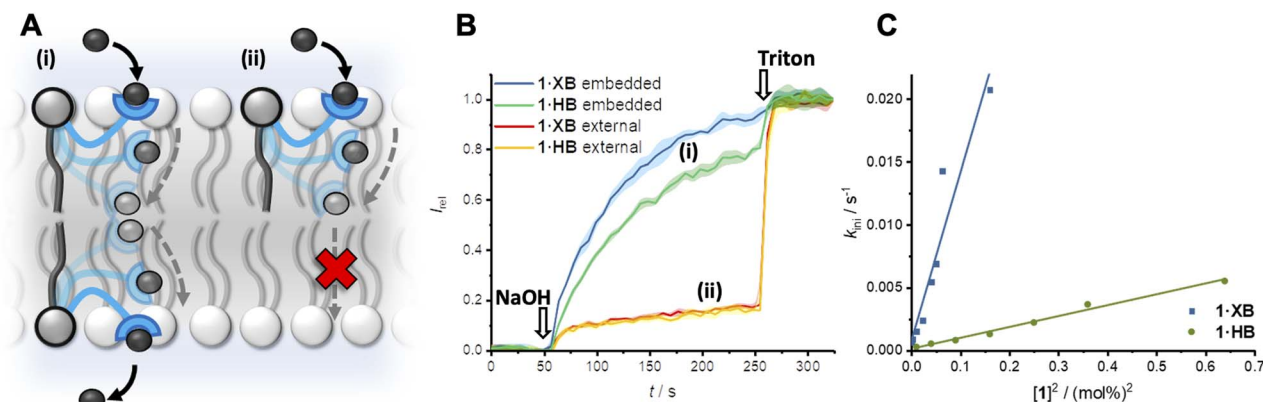 A
(i)
(ii)
B
NaOH
Triton
1·XB embedded
1·HB embedded
1·XB external
1·HB external
(i)
(ii)
I rel
1.0
0.8
0.6
0.4
0.2
0.0
0 50 100 150 200 250 300
t / s
C
k ini / s⁻¹
0.020
0.015
0.010
0.005
0.000
0.0 0.1 0.2 0.3 0.4 0.5 0.6 0.7
[1]² / (mol%)²
1·XB
1·HB